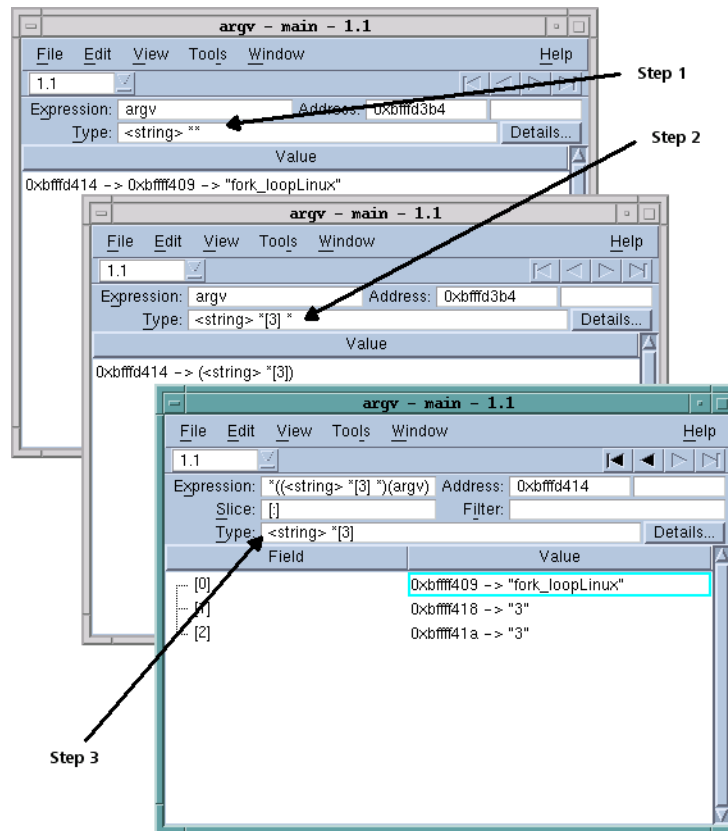 argv - main - 1.1
File Edit View Tools Window Help
1.1
Step 1
Expression: argv Address: 0xbfffd3b4
Type: <string> ** Details...
Step 2
Value
0xbfffd414 -> 0xbffff409 -> "fork_loopLinux"
argv - main - 1.1
File Edit View Tools Window Help
1.1
Expression: argv Address: 0xbfffd3b4
Type: <string> *[3] * Details...
Value
0xbfffd414 -> (<string> *[3])
argv - main - 1.1
File Edit View Tools Window Help
1.1
Expression: *((<string> *[3] *)(argv) Address: 0xbfffd414
Slice: [:] Filter:
Type: <string> *[3] Details...
Field Value
[0] 0xbffff409 -> "fork_loopLinux"
[1] 0xbffff418 -> "3"
[2] 0xbffff41a -> "3"
Step 3